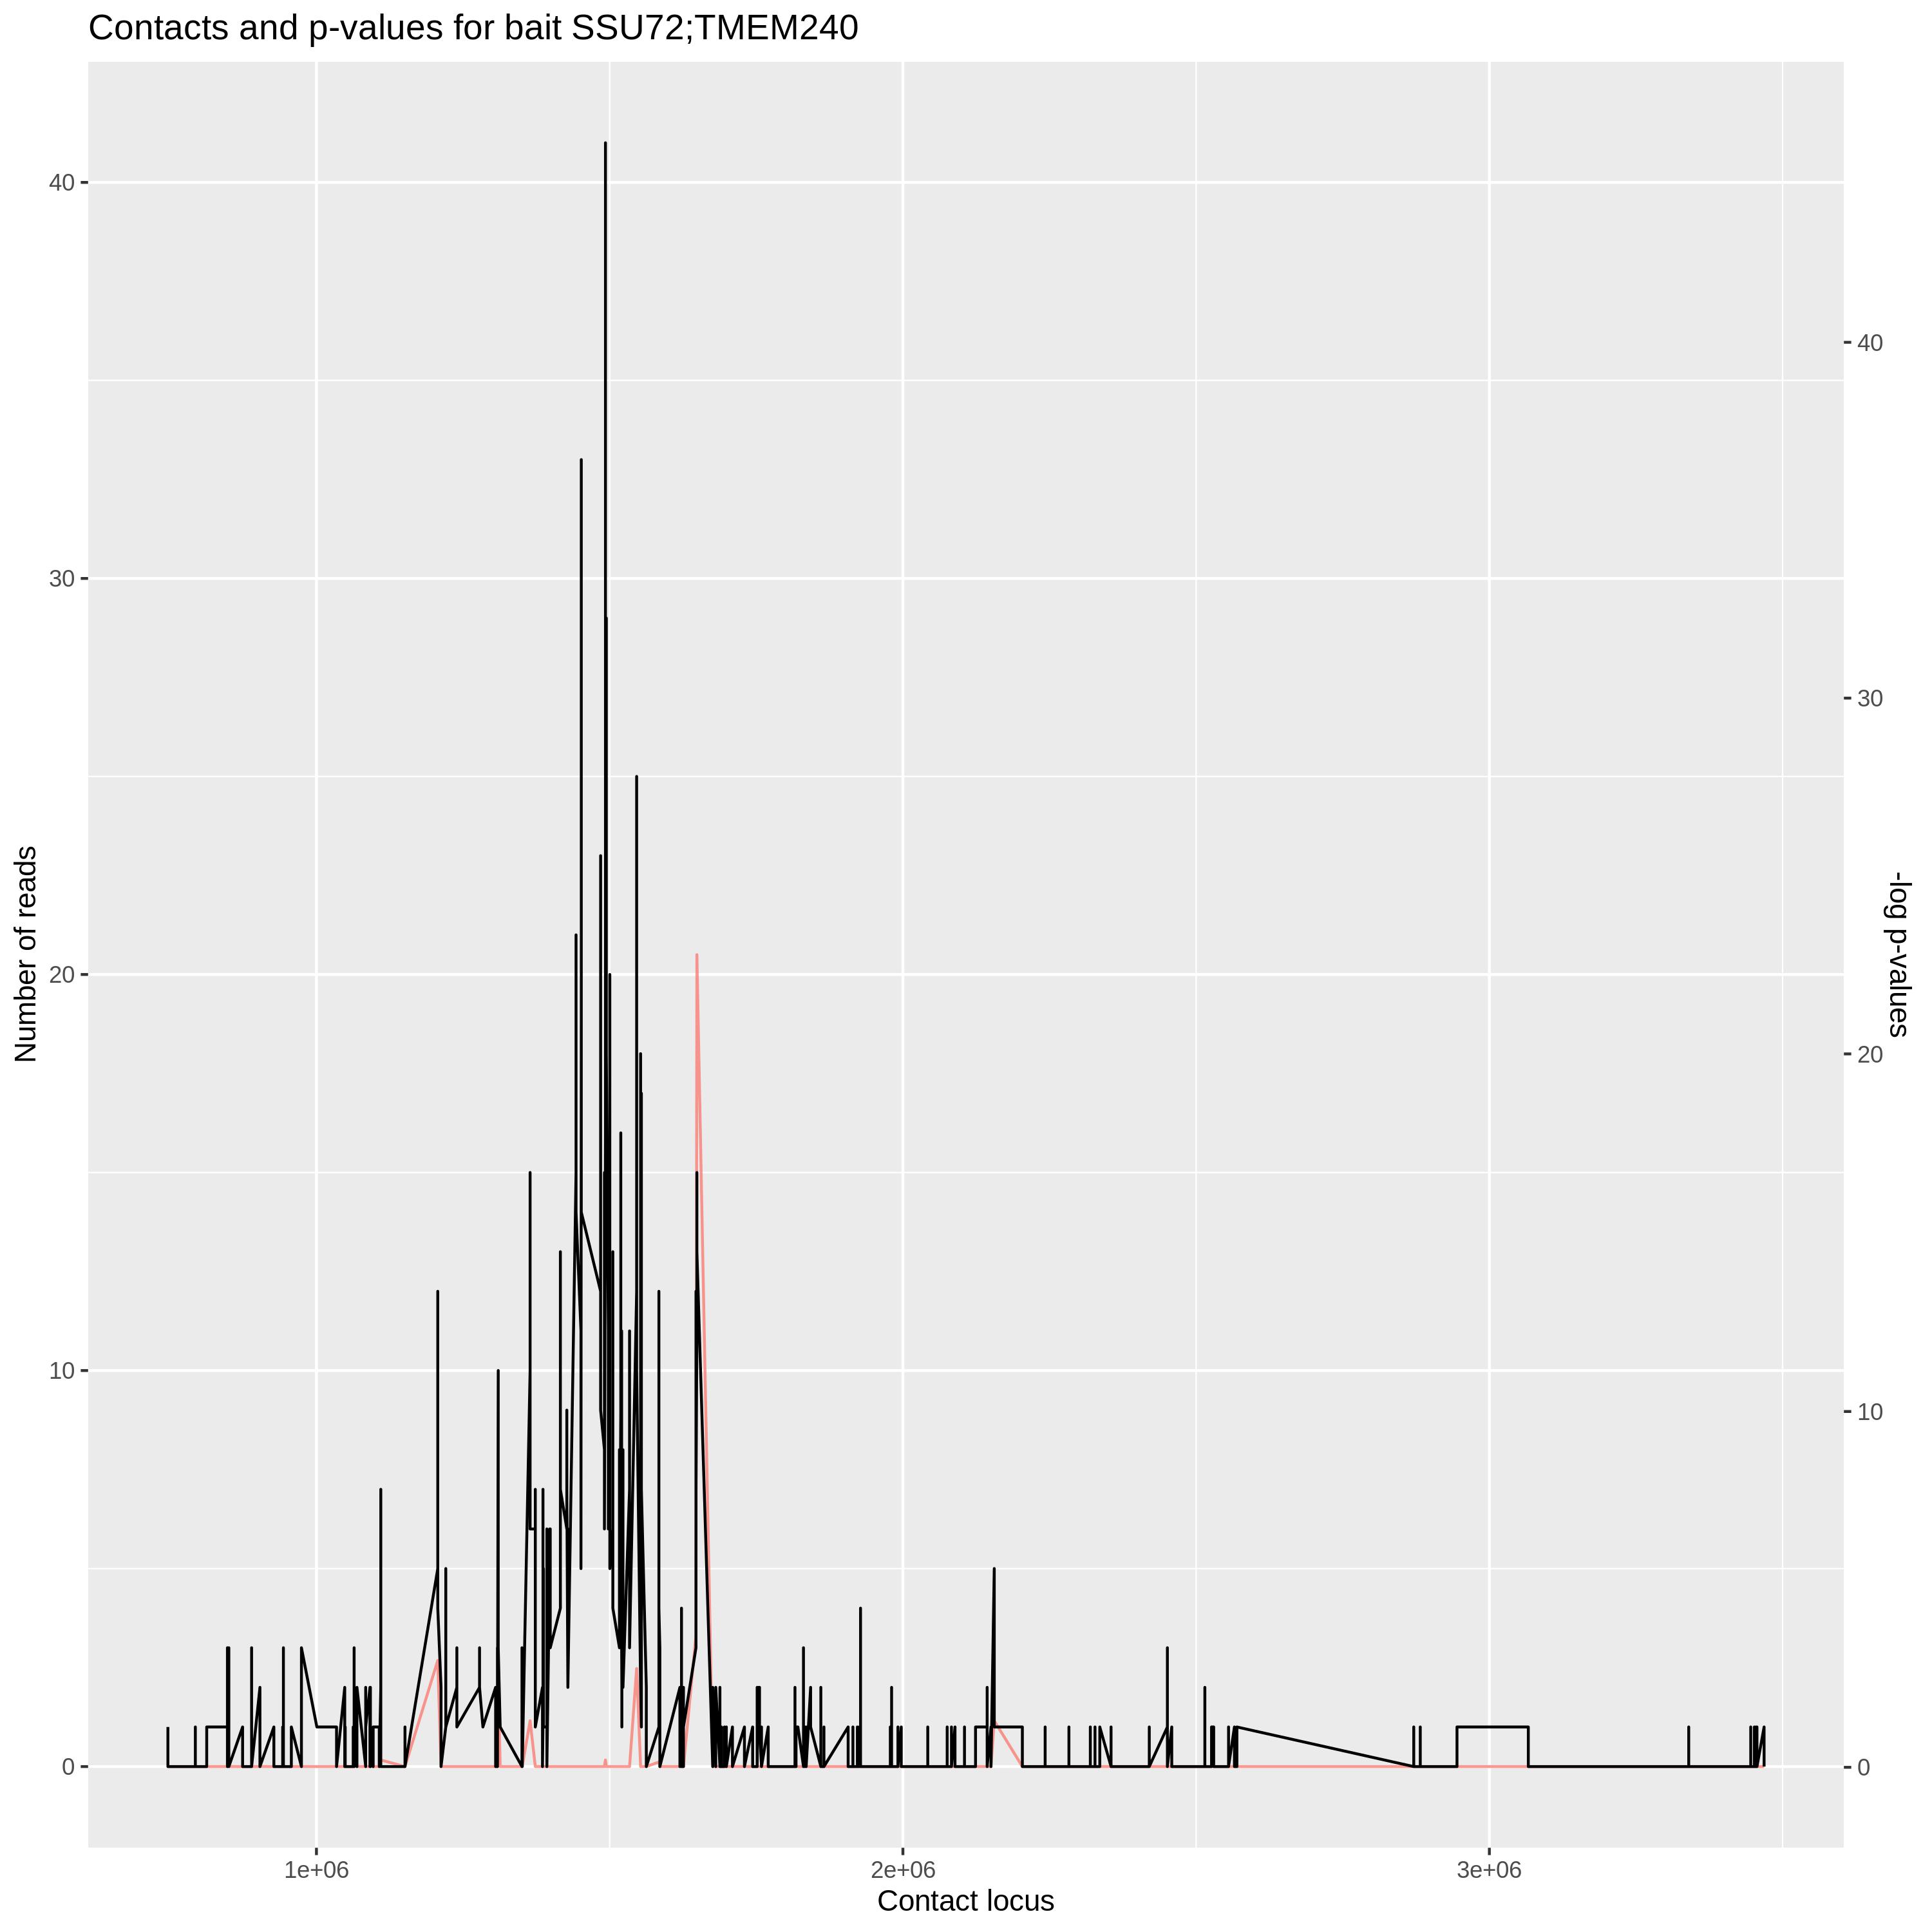 Contacts and p-values for bait SSU72;TMEM240
40
30
20
10
0
Number of reads
40
30
20
10
0
-log p-values
1e+06
2e+06
3e+06
Contact locus